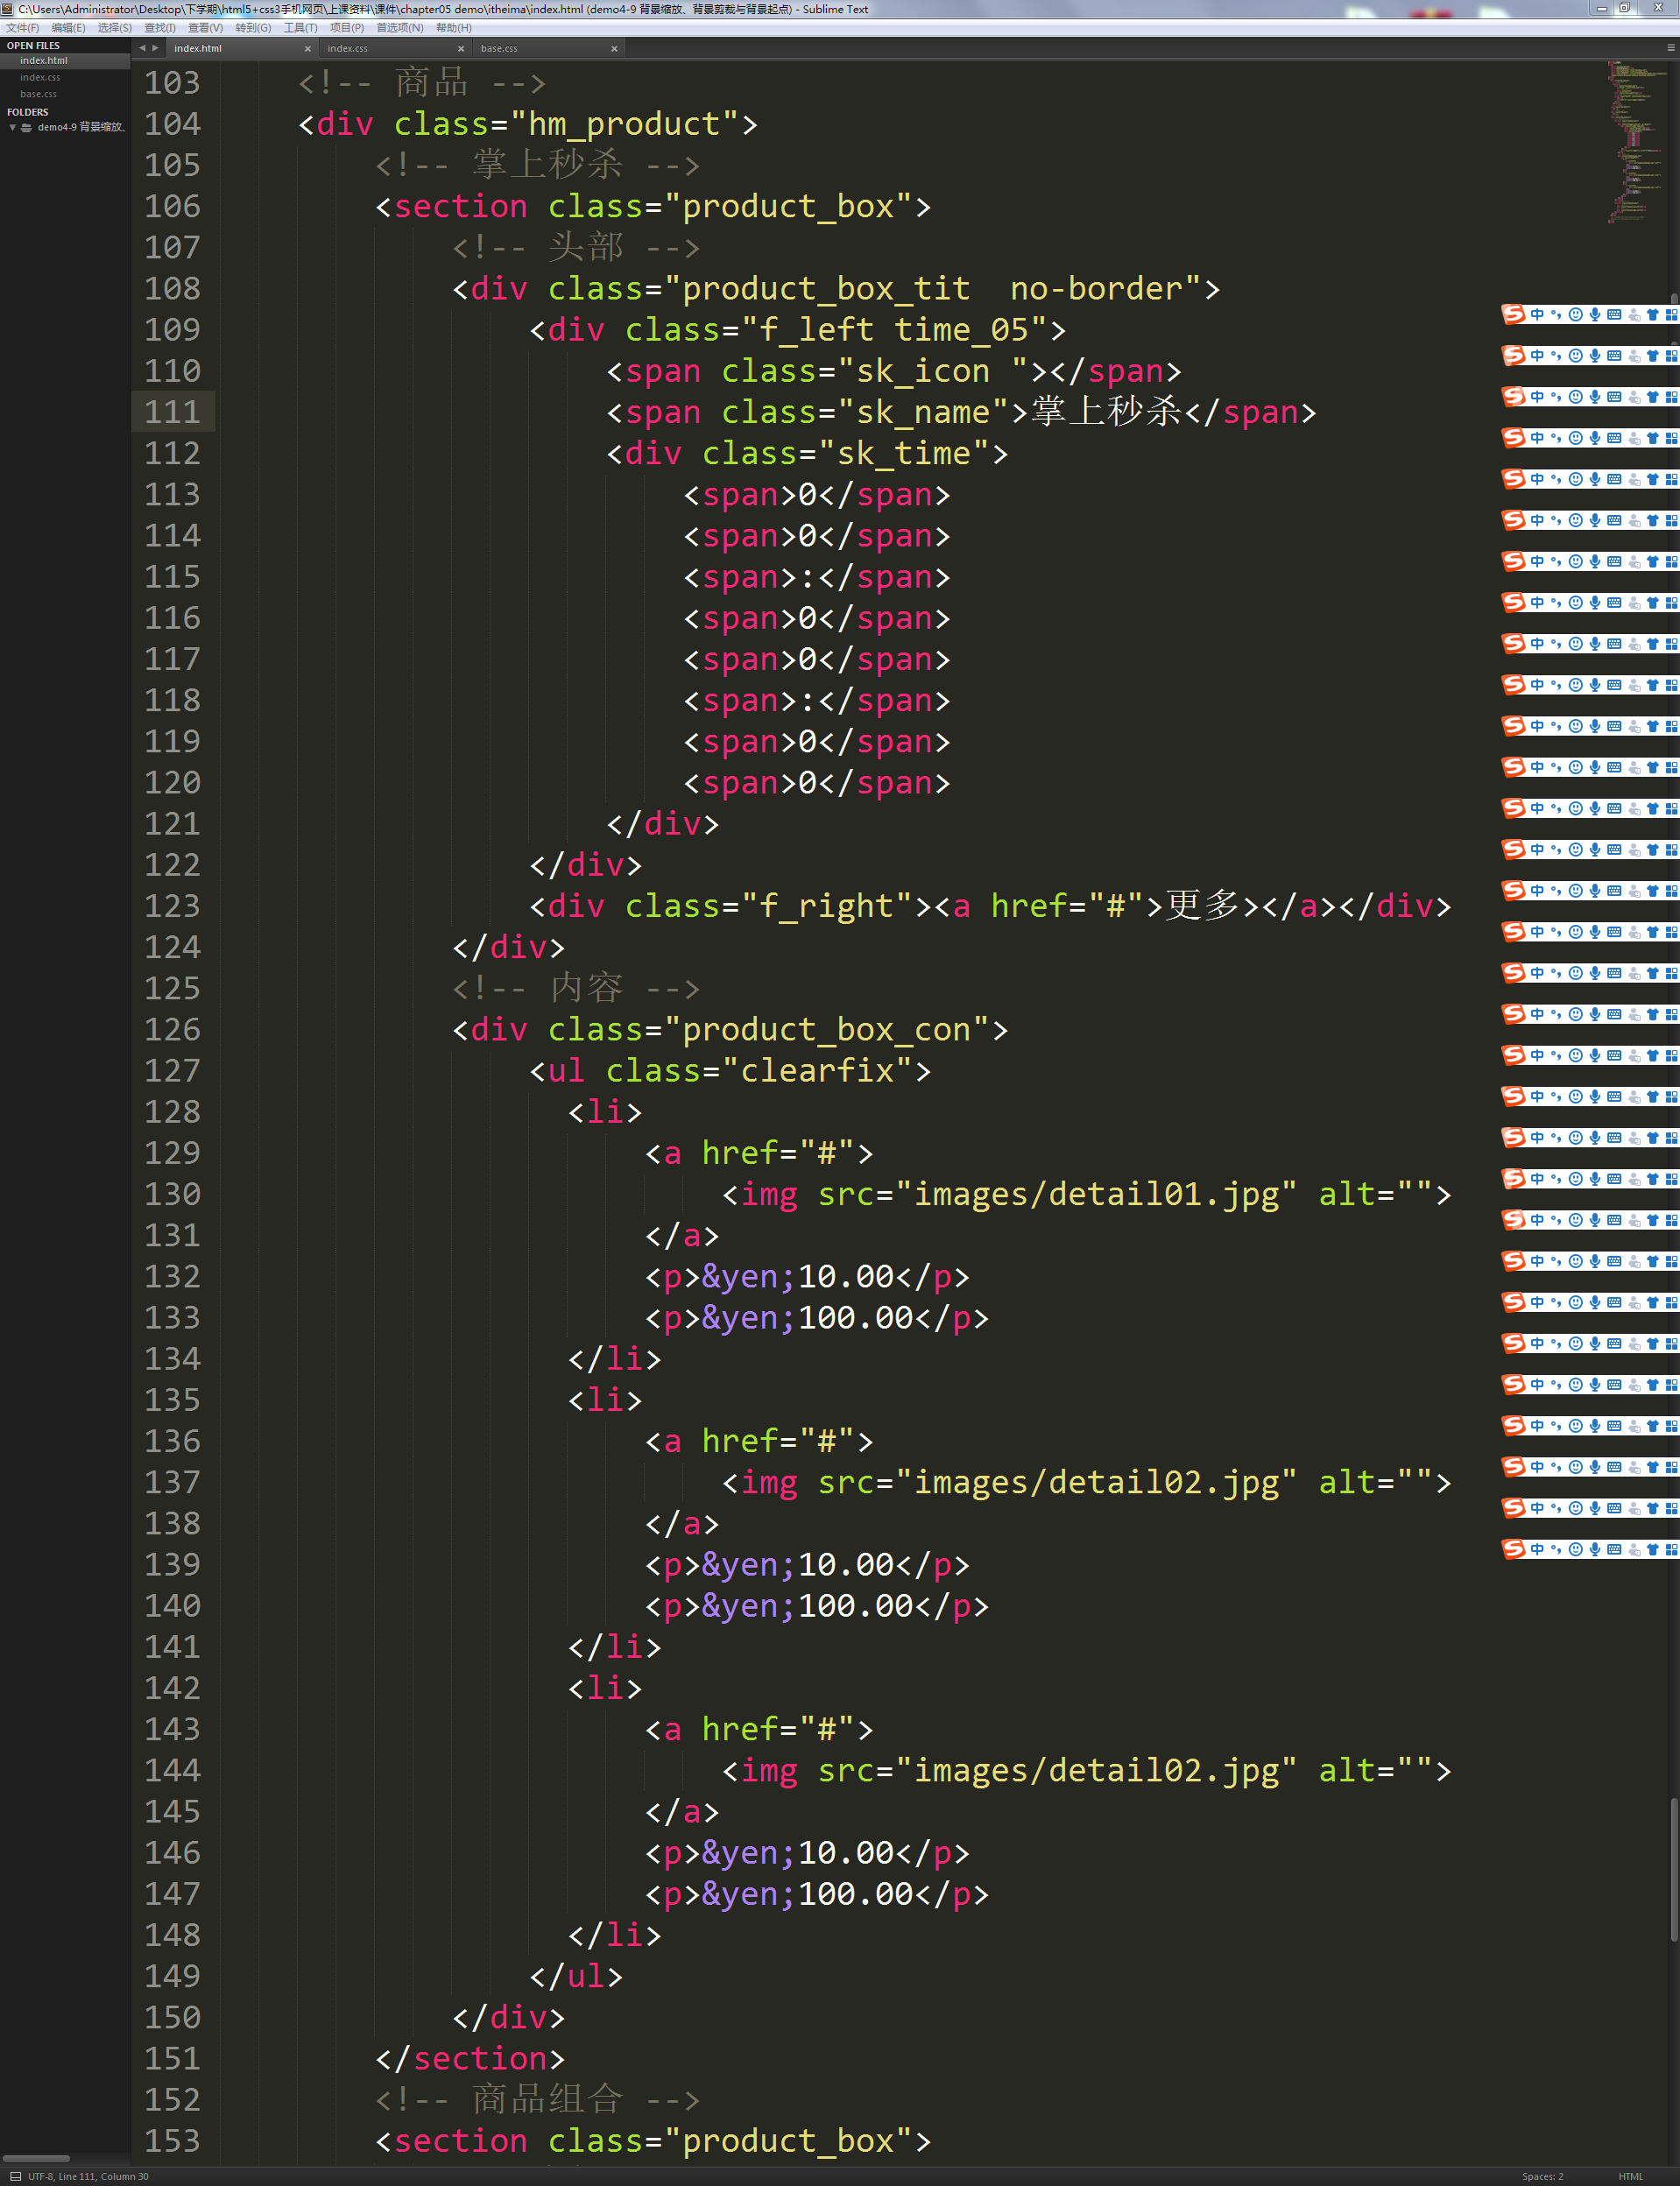 C:\Users\Administrator\Desktop\下学期\html5+css3手机网页\上课资料\课件\chapter05 demo\itheima\index.html (demo4-9 背景缩放、背景剪裁与背景起点) - Sublime Text
文件(F) 编辑(E) 选择(S) 查找(I) 查看(V) 转到(G) 工具(T) 项目(P) 首选项(N) 帮助(H)
OPEN FILES
index.html
index.css
base.css
FOLDERS
demo4-9 背景缩放、
index.html × index.css × base.css ×
103 <!-- 商品 -->
104 <div class="hm_product">
105 <!-- 掌上秒杀 -->
106 <section class="product_box">
107 <!-- 头部 -->
108 <div class="product_box_tit  no-border">
109 <div class="f_left time_05">
110 <span class="sk_icon "></span>
111 <span class="sk_name">掌上秒杀</span>
112 <div class="sk_time">
113 <span>0</span>
114 <span>0</span>
115 <span>:</span>
116 <span>0</span>
117 <span>0</span>
118 <span>:</span>
119 <span>0</span>
120 <span>0</span>
121 </div>
122 </div>
123 <div class="f_right"><a href="#">更多></a></div>
124 </div>
125 <!-- 内容 -->
126 <div class="product_box_con">
127 <ul class="clearfix">
128 <li>
129 <a href="#">
130 <img src="images/detail01.jpg" alt="">
131 </a>
132 <p>&yen;10.00</p>
133 <p>&yen;100.00</p>
134 </li>
135 <li>
136 <a href="#">
137 <img src="images/detail02.jpg" alt="">
138 </a>
139 <p>&yen;10.00</p>
140 <p>&yen;100.00</p>
141 </li>
142 <li>
143 <a href="#">
144 <img src="images/detail02.jpg" alt="">
145 </a>
146 <p>&yen;10.00</p>
147 <p>&yen;100.00</p>
148 </li>
149 </ul>
150 </div>
151 </section>
152 <!-- 商品组合 -->
153 <section class="product_box">
UTF-8, Line 111, Column 30
Spaces: 2 HTML